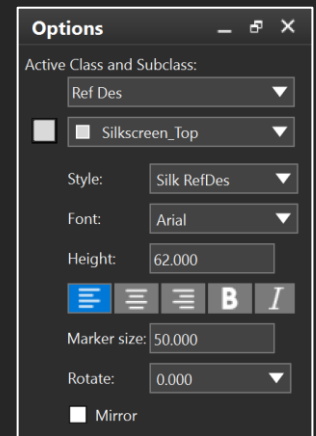 Options
Active Class and Subclass:
Ref Des
Silkscreen_Top
Style: Silk RefDes
Font: Arial
Height: 62.000
B I
Marker size: 50.000
Rotate: 0.000
Mirror